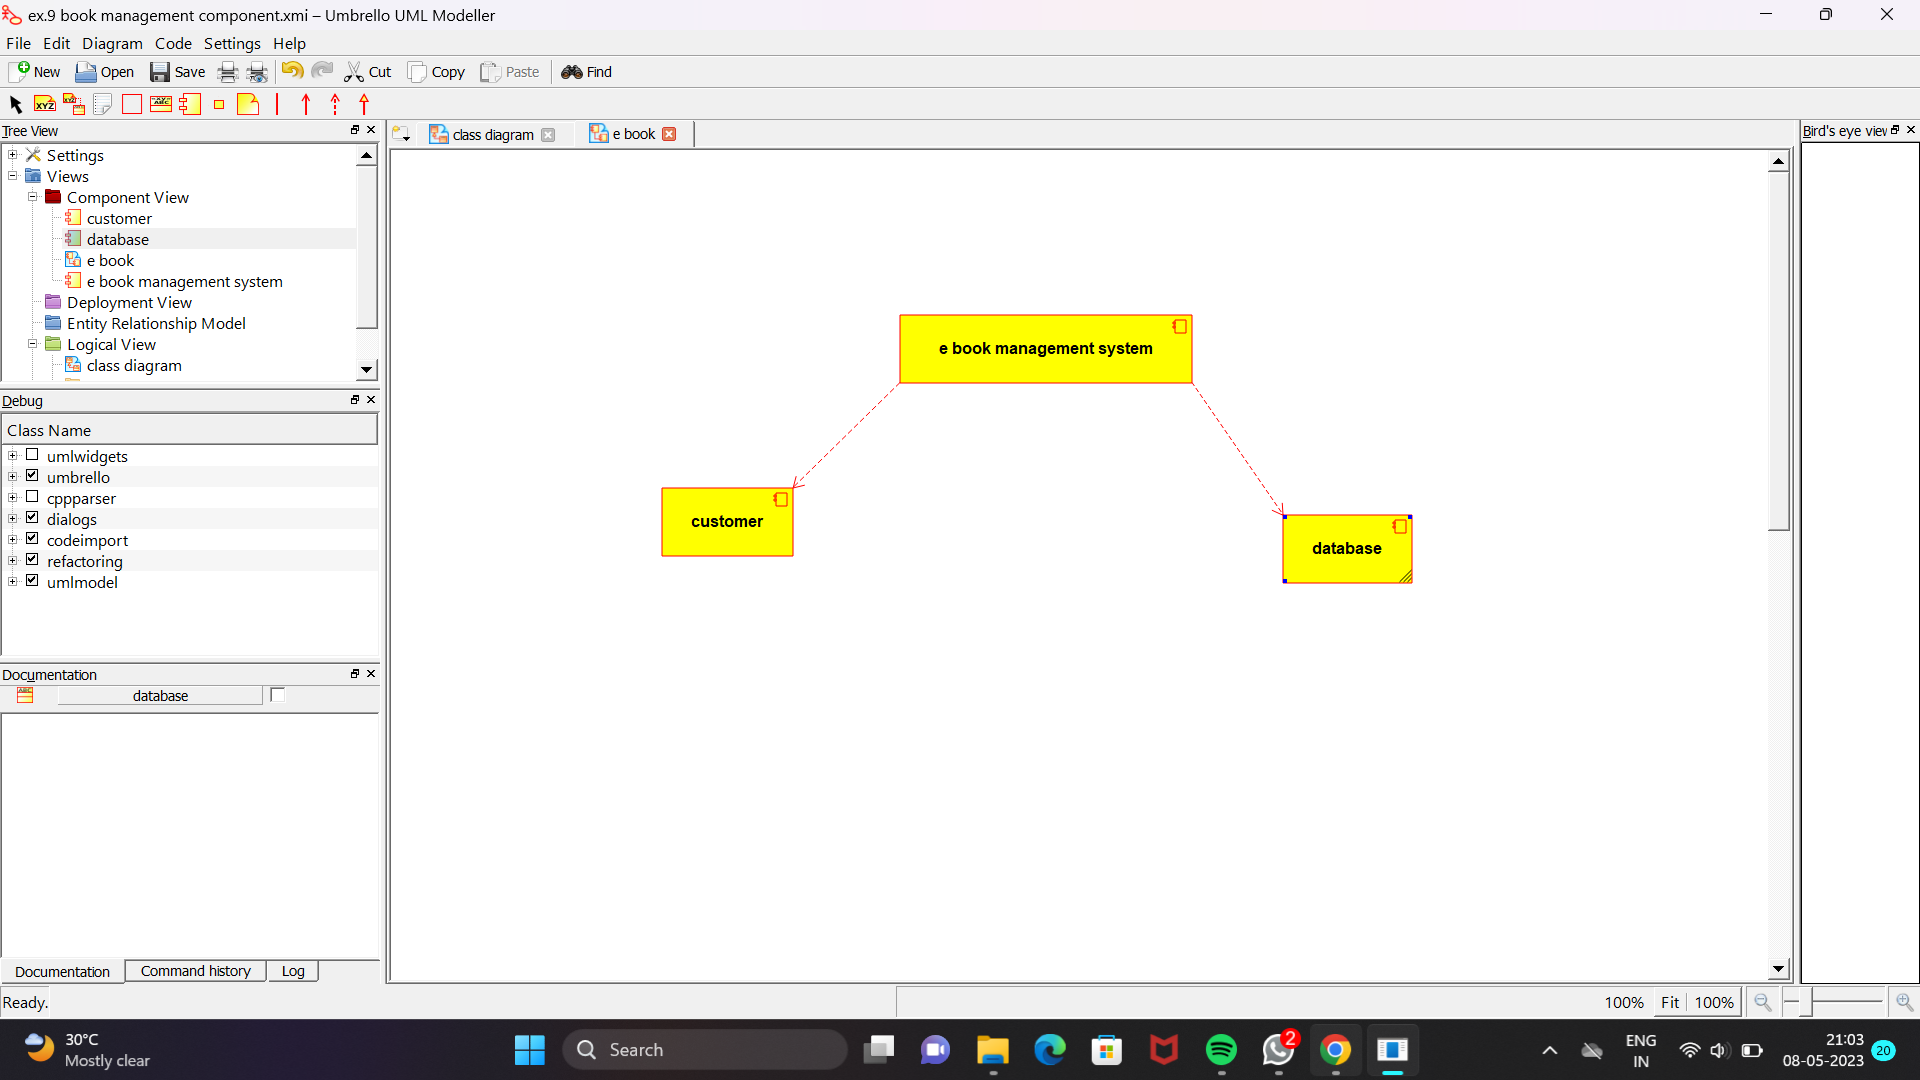 ex.9 book management component.xmi – Umbrello UML Modeller
File Edit Diagram Code Settings Help
New Open Save Cut Copy Paste Find
Tree View
Settings
Views
Component View
customer
database
e book
e book management system
Deployment View
Entity Relationship Model
Logical View
class diagram
Debug
Class Name
umlwidgets
umbrello
cppparser
dialogs
codeimport
refactoring
umlmodel
Documentation
database
Documentation Command history Log
class diagram e book
e book management system
customer
database
Bird's eye view
Ready.
100% Fit 100%
30°C
Mostly clear
Search
2
ENG
IN
21:03
08-05-2023
20